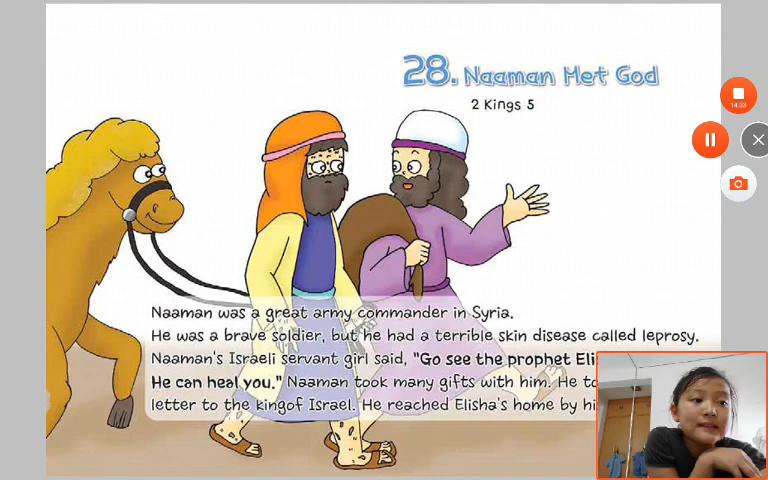 28. Naaman Met God
2 Kings 5
14:33
Naaman was a great army commander in Syria.
He was a brave soldier, but he had a terrible skin disease called leprosy.
Naaman's Israeli servant girl said, "Go see the prophet
He can heal you." Naaman took many gifts with him. He
letter to the kingof Israel. He reached Elisha's home by